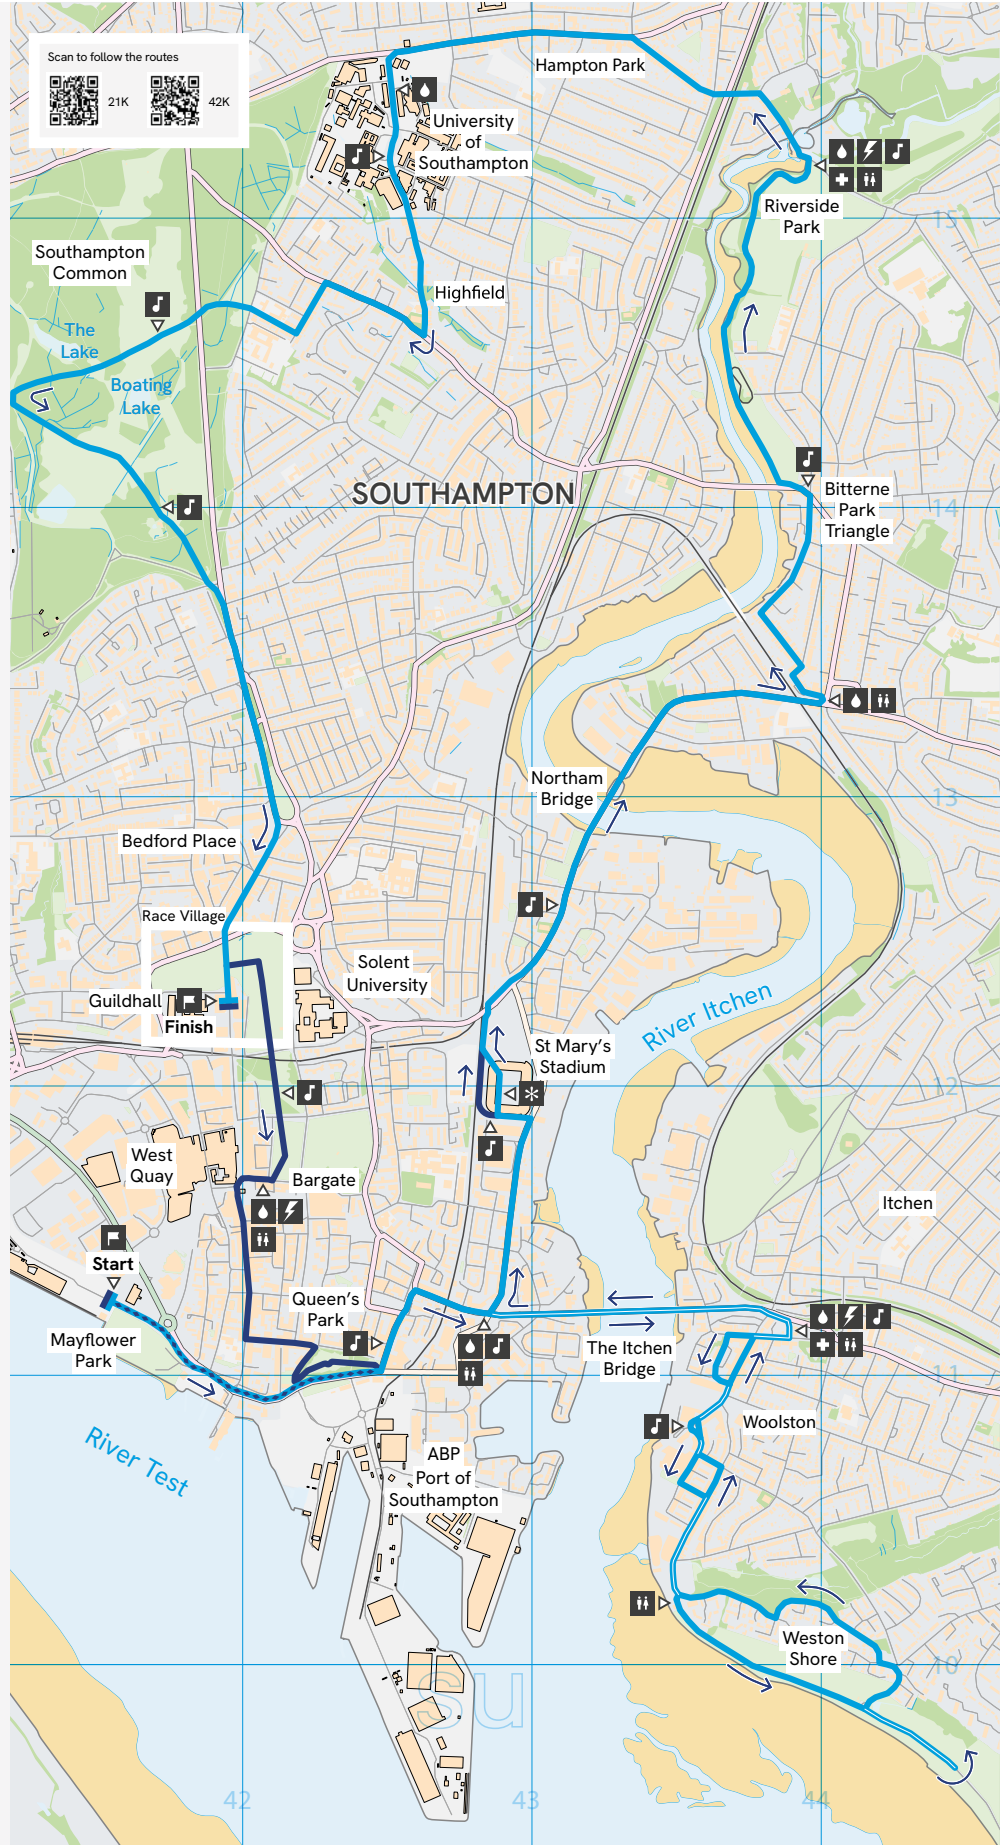 Scan to follow the routes
21K
42K
Hampton Park
University
of
Southampton
Riverside
Park
15
Southampton
Common
Highfield
The
Lake
Boating
Lake
SOUTHAMPTON
Bitterne
Park
Triangle
14
Northam
Bridge
13
Bedford Place
Race Village
Solent
University
Guildhall
Finish
River Itchen
St Mary's
Stadium
12
West
Quay
Bargate
Itchen
Start
Queen's
Park
Mayflower
Park
The Itchen
Bridge
11
Woolston
River Test
ABP
Port of
Southampton
Weston
Shore
10
SU
42
43
44